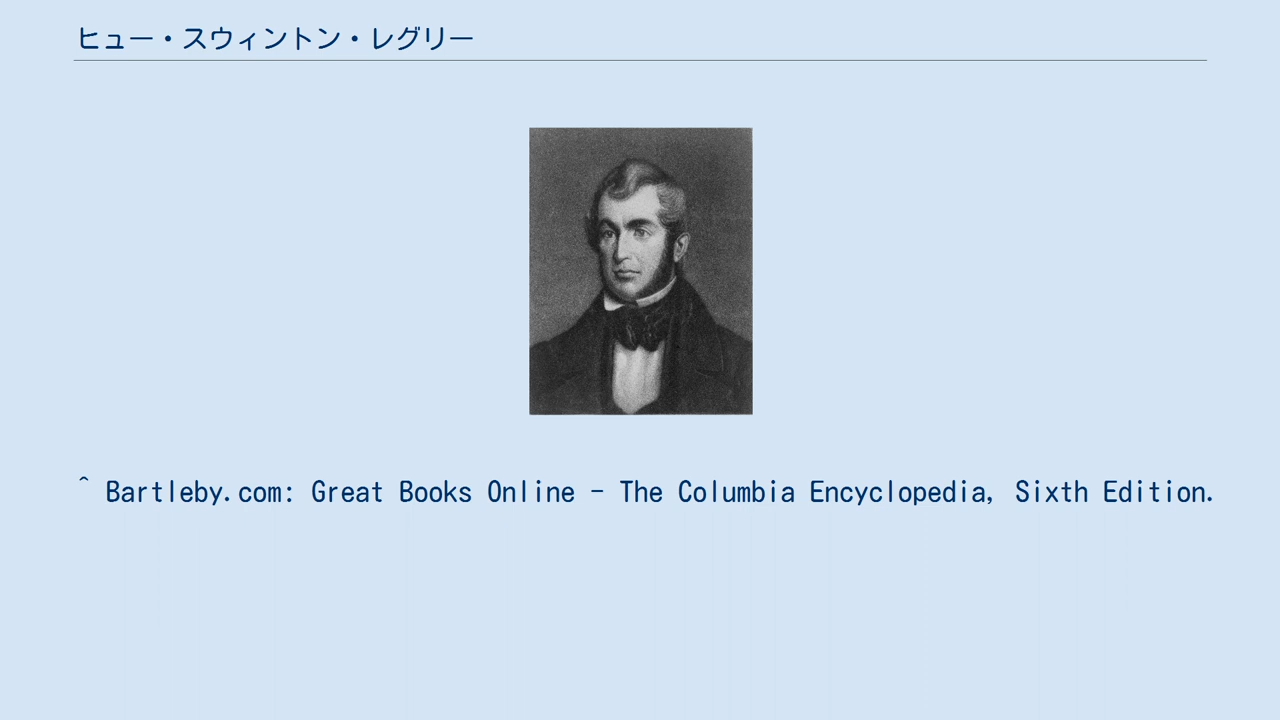 ヒュー・スウィントン・レグリー
^ Bartleby.com: Great Books Online - The Columbia Encyclopedia, Sixth Edition.